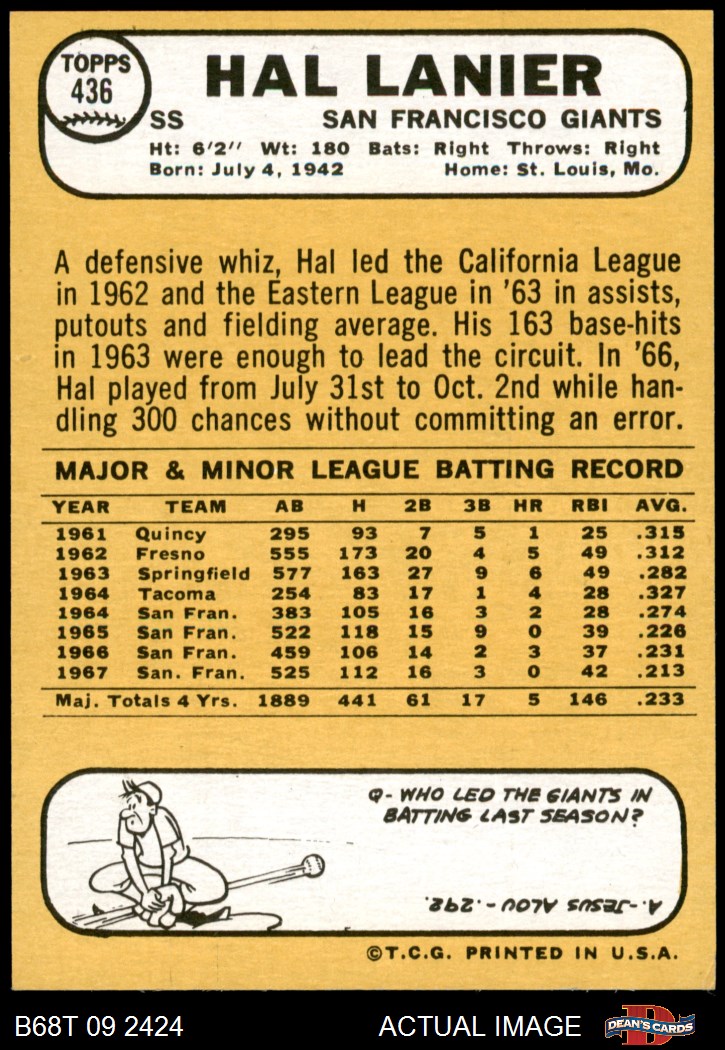 TOPPS
436
HAL LANIER
SS SAN FRANCISCO GIANTS
Ht: 6'2" Wt: 180 Bats: Right Throws: Right
Born: July 4, 1942 Home: St. Louis, Mo.
A defensive whiz, Hal led the California League
in 1962 and the Eastern League in '63 in assists,
putouts and fielding average. His 163 base-hits
in 1963 were enough to lead the circuit. In '66,
Hal played from July 31st to Oct. 2nd while han-
dling 300 chances without committing an error.
MAJOR & MINOR LEAGUE BATTING RECORD
YEAR TEAM AB H 2B 3B HR RBI AVG.
1961 Quincy 295 93 7 5 1 25 .315
1962 Fresno 555 173 20 4 5 49 .312
1963 Springfield 577 163 27 9 6 49 .282
1964 Tacoma 254 83 17 1 4 28 .327
1964 San Fran. 383 105 16 3 2 28 .274
1965 San Fran. 522 118 15 9 0 39 .226
1966 San Fran. 459 106 14 2 3 37 .231
1967 San. Fran. 525 112 16 3 0 42 .213
Maj. Totals 4 Yrs. 1889 441 61 17 5 146 .233
Q- WHO LED THE GIANTS IN
BATTING LAST SEASON?
A.-JESUS ALOU -.292.
©T.C.G. PRINTED IN U.S.A.
B68T 09 2424 ACTUAL IMAGE
DEAN'S CARDS